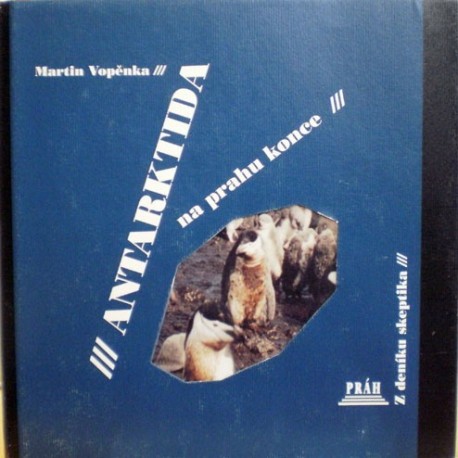 Martin Vopěnka ///
/// ANTARKTIDA
na prahu konce ///
PRÁH
Z deníku skeptika ///